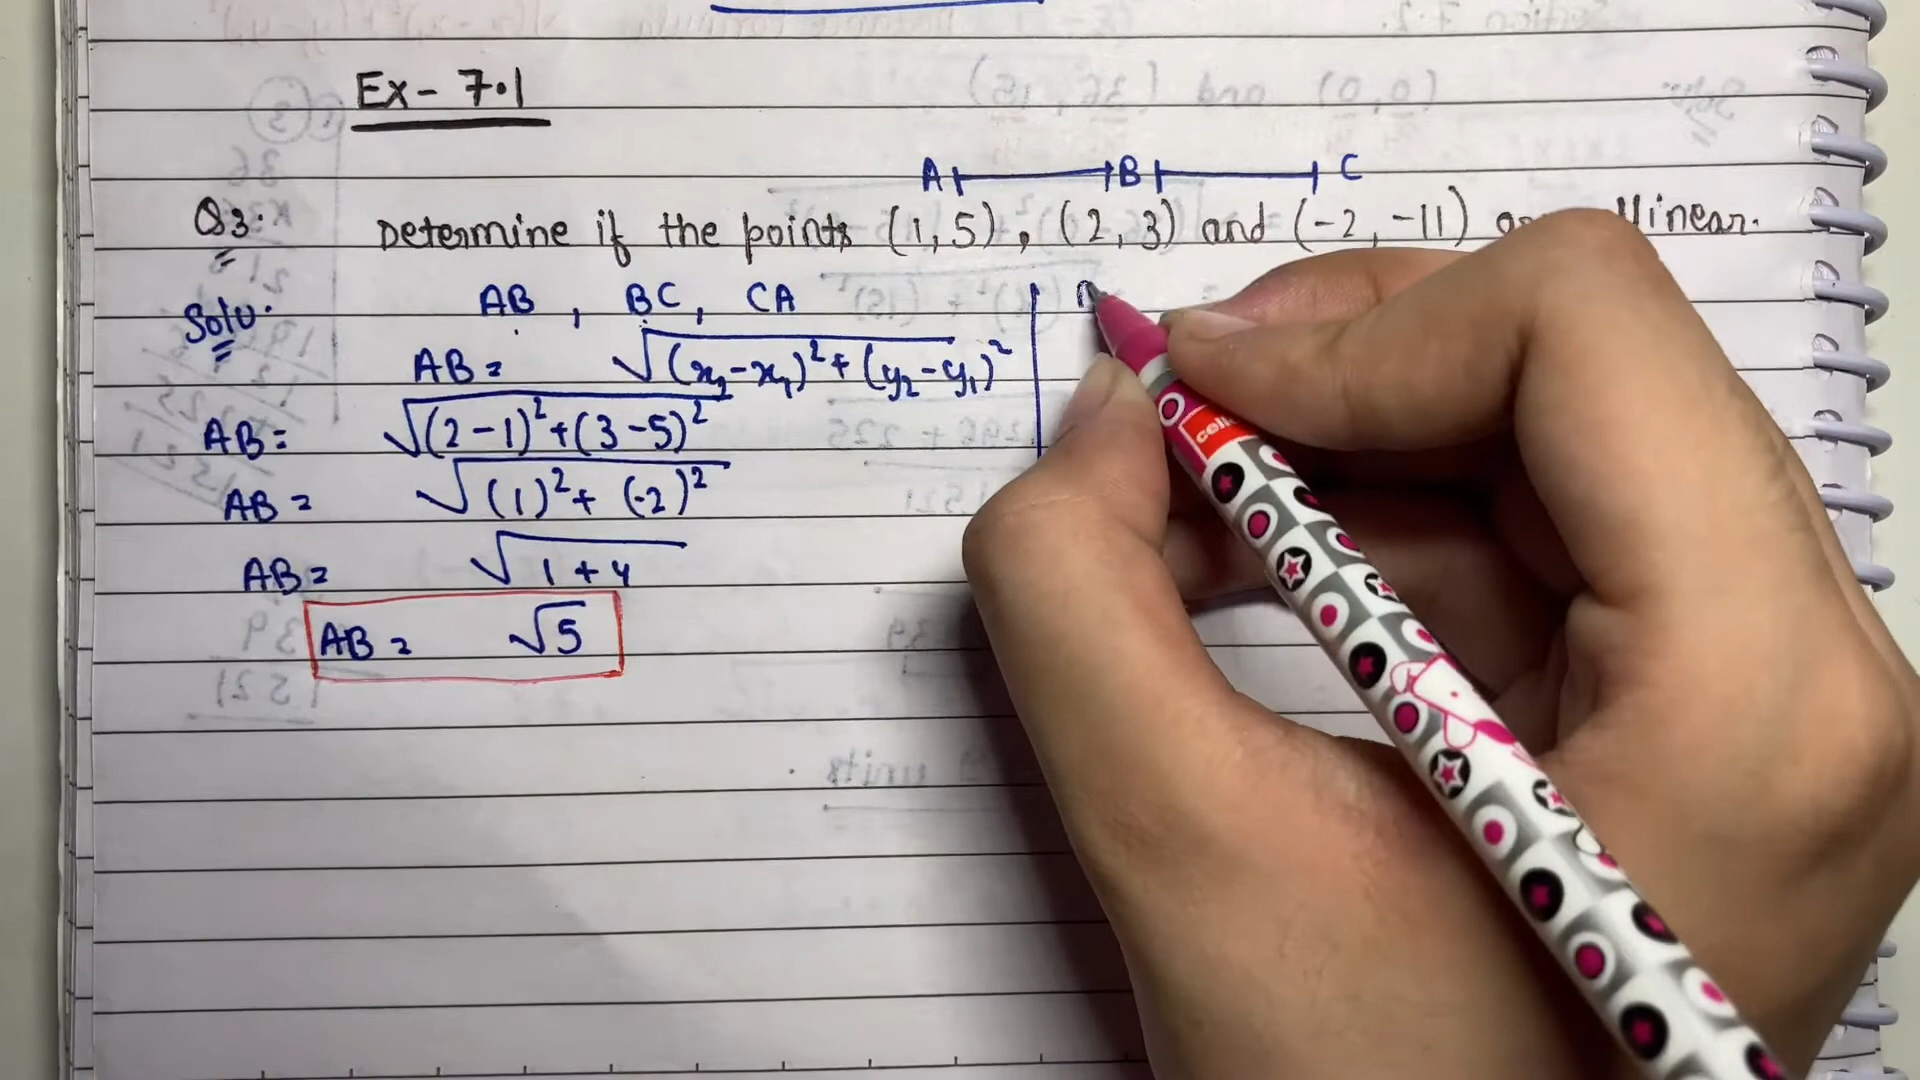 Ex- 7.1
A B C
Q3. Determine if the points (1, 5), (2, 3) and (-2, -11) linear.
Solu. AB, BC, CA
AB = √(x₂-x₁)² + (y₂-y₁)²
AB = √(2-1)² + (3-5)²
AB = √(1)² + (-2)²
AB = √1+4
AB = √5
cello